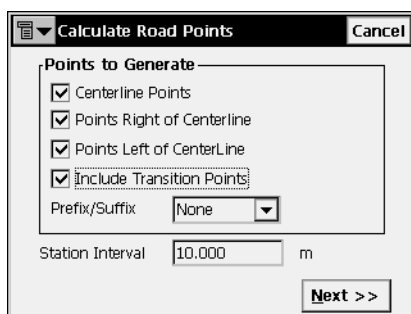 Calculate Road Points Cancel
Points to Generate
Centerline Points
Points Right of Centerline
Points Left of CenterLine
Include Transition Points
Prefix/Suffix None
Station Interval 10.000 m
Next >>